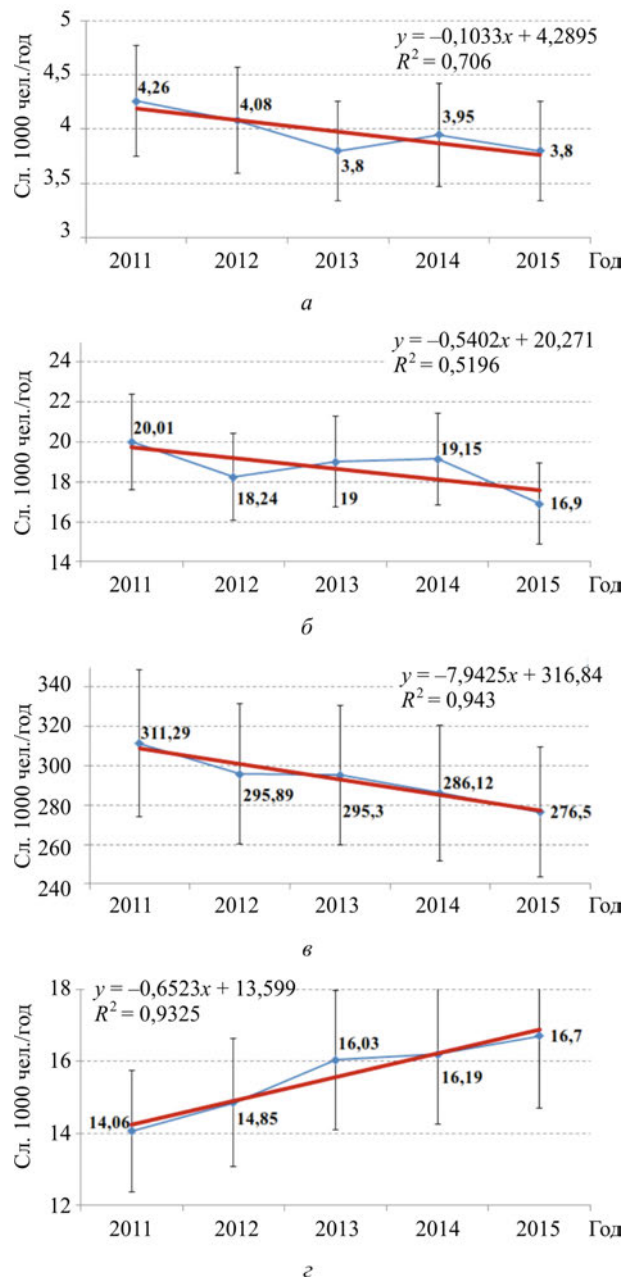 Сл. 1000 чел./год
5
4,5
4
3,5
3
y = –0,1033x + 4,2895
R² = 0,706
4,26
4,08
3,8
3,95
3,8
2011 2012 2013 2014 2015 Год
а
Сл. 1000 чел./год
24
22
20
18
16
14
y = –0,5402x + 20,271
R² = 0,5196
20,01
18,24
19
19,15
16,9
2011 2012 2013 2014 2015 Год
б
Сл. 1000 чел./год
340
320
300
280
260
240
y = –7,9425x + 316,84
R² = 0,943
311,29
295,89
295,3
286,12
276,5
2011 2012 2013 2014 2015 Год
в
Сл. 1000 чел./год
18
16
14
12
y = –0,6523x + 13,599
R² = 0,9325
14,06
14,85
16,03
16,19
16,7
2011 2012 2013 2014 2015 Год
г